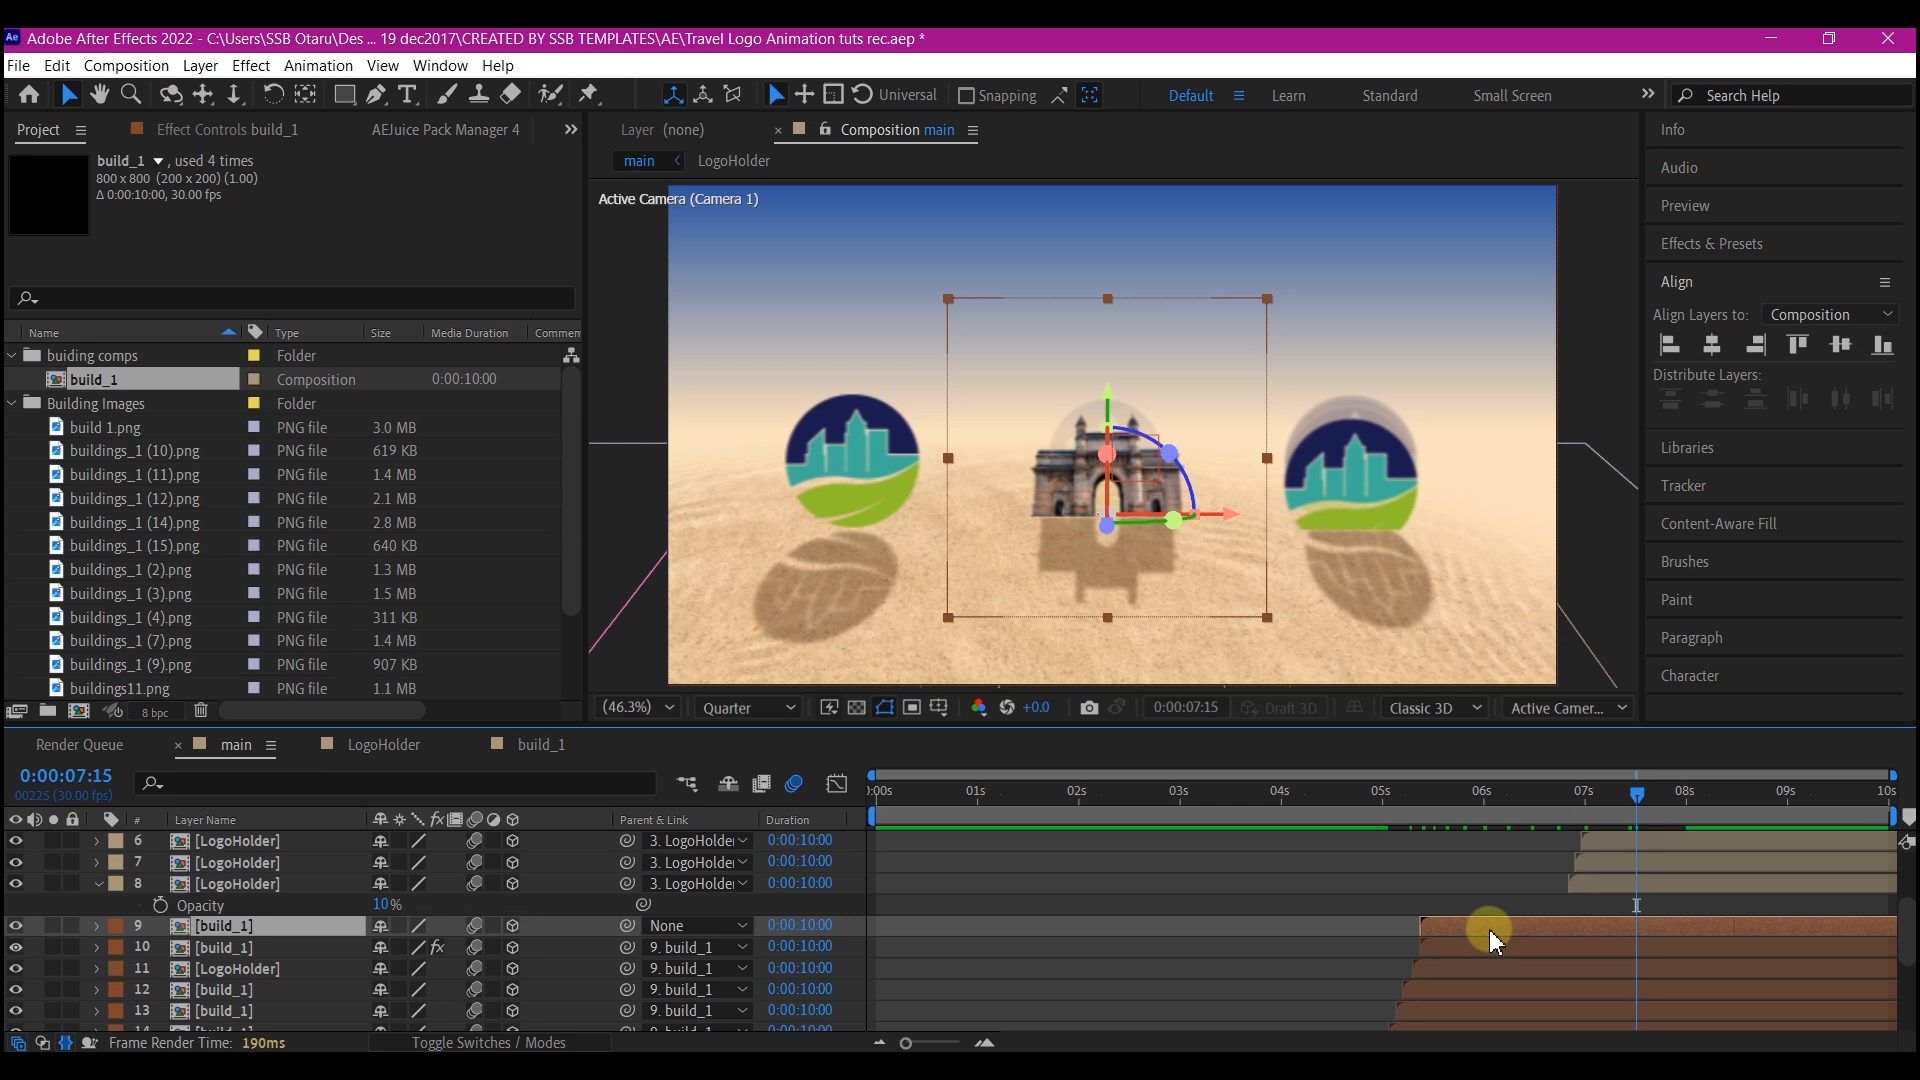 Ae Adobe After Effects 2022 - C:\Users\SSB Otaru\Des ... 19 dec2017\CREATED BY SSB TEMPLATES\AE\Travel Logo Animation tuts rec.aep *
File Edit Composition Layer Effect Animation View Window Help
Universal Snapping Default Learn Standard Small Screen Search Help
Project Effect Controls build_1 AEJuice Pack Manager 4 Layer (none) Composition main Info
build_1 , used 4 times main LogoHolder
800 x 800 (200 x 200) (1.00) Audio
Δ 0:00:10:00, 30.00 fps Active Camera (Camera 1) Preview
Effects & Presets
Align
Align Layers to: Composition
Name Type Size Media Duration Commen
buiding comps Folder
build_1 Composition 0:00:10:00 Distribute Layers:
Building Images Folder
build 1.png PNG file 3.0 MB
buildings_1 (10).png PNG file 619 KB Libraries
buildings_1 (11).png PNG file 1.4 MB Tracker
buildings_1 (12).png PNG file 2.1 MB
buildings_1 (14).png PNG file 2.8 MB Content-Aware Fill
buildings_1 (15).png PNG file 640 KB
buildings_1 (2).png PNG file 1.3 MB Brushes
buildings_1 (3).png PNG file 1.5 MB Paint
buildings_1 (4).png PNG file 311 KB
buildings_1 (7).png PNG file 1.4 MB Paragraph
buildings_1 (9).png PNG file 907 KB Character
buildings11.png PNG file 1.1 MB
8 bpc (46.3%) Quarter +0.0 0:00:07:15 Draft 3D Classic 3D Active Camer...
Render Queue main LogoHolder build_1
0:00:07:15
00225 (30.00 fps) :00s 01s 02s 03s 04s 05s 06s 07s 08s 09s 10s
# Layer Name Parent & Link Duration
6 [LogoHolder] 3. LogoHolder 0:00:10:00
7 [LogoHolder] 3. LogoHolder 0:00:10:00
8 [LogoHolder] 3. LogoHolder 0:00:10:00
Opacity 10%
9 [build_1] None 0:00:10:00
10 [build_1] fx 9. build_1 0:00:10:00
11 [LogoHolder] 9. build_1 0:00:10:00
12 [build_1] 9. build_1 0:00:10:00
13 [build_1] 9. build_1 0:00:10:00
Frame Render Time: 190ms Toggle Switches / Modes